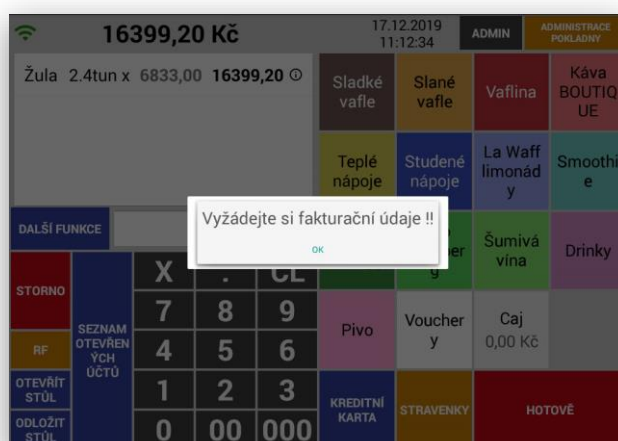 16399,20 Kč
17.12.2019
11:12:34
ADMIN
ADMINISTRACE
POKLADNY
Žula 2.4tun x 6833,00 16399,20
Sladké
vafle
Slané
vafle
Vaflina
Káva
BOUTIQ
UE
Teplé
nápoje
Studené
nápoje
La Waff
limonád
y
Smoothi
e
Vyžádejte si fakturační údaje !!
OK
DALŠÍ FUNKCE
er
g
Šumivá
vína
Drinky
X . CL
STORNO
SEZNAM
OTEVŘEN
ÝCH
ÚČTŮ
7 8 9
Pivo
Voucher
y
Caj
0,00 Kč
RF
4 5 6
OTEVŘÍT
STŮL
1 2 3
KREDITNÍ
KARTA
STRAVENKY
HOTOVĚ
ODLOŽIT
STŮL
0 00 000